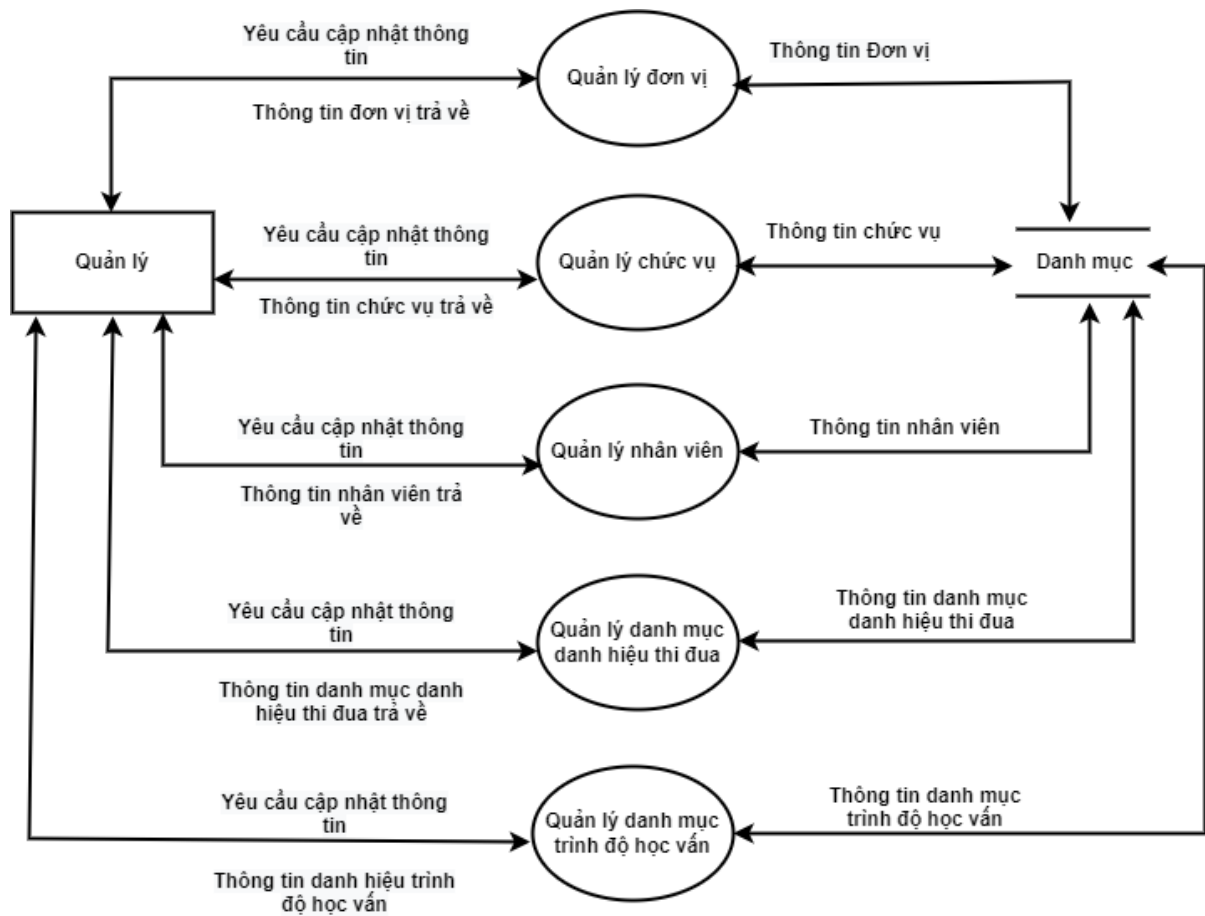 Yêu cầu cập nhật thông
tin
Thông tin đơn vị trả về
Quản lý đơn vị
Thông tin Đơn vị
Quản lý
Yêu cầu cập nhật thông
tin
Thông tin chức vụ trả về
Quản lý chức vụ
Thông tin chức vụ
Danh mục
Yêu cầu cập nhật thông
tin
Thông tin nhân viên trả
về
Quản lý nhân viên
Thông tin nhân viên
Yêu cầu cập nhật thông
tin
Thông tin danh mục danh
hiệu thi đua trả về
Quản lý danh mục
danh hiệu thi đua
Thông tin danh mục
danh hiệu thi đua
Yêu cầu cập nhật thông
tin
Thông tin danh hiệu trình
độ học vấn
Quản lý danh mục
trình độ học vấn
Thông tin danh mục
trình độ học vấn